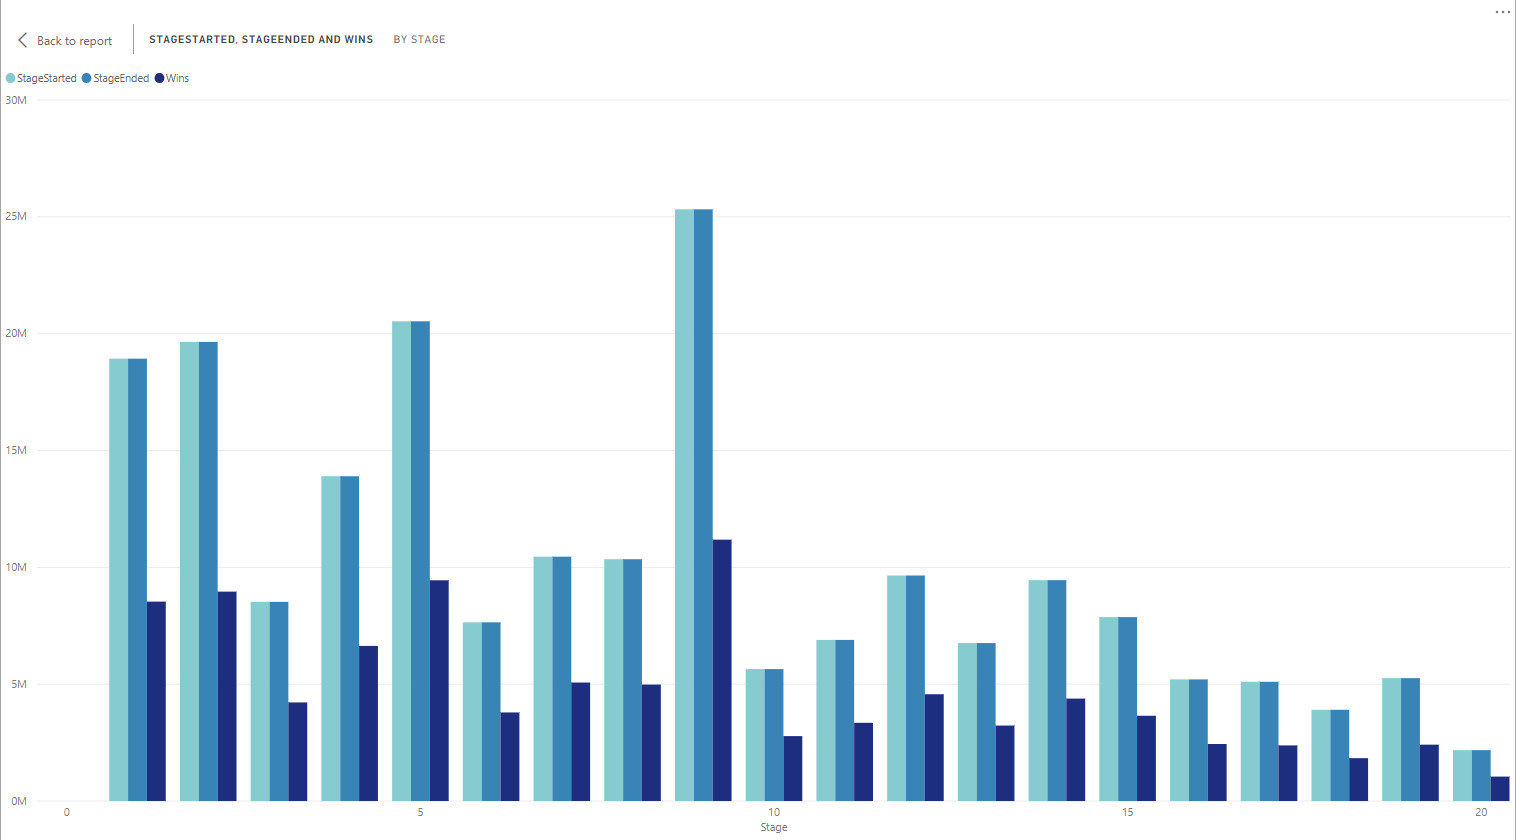 Back to report STAGESTARTED, STAGEENDED AND WINS BY STAGE
StageStarted StageEnded Wins
30M
25M
20M
15M
10M
5M
0M
0 5 10 15 20
Stage